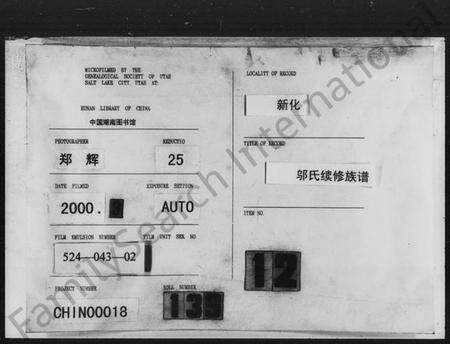 MICROFILMED BY THE
GENEALOGICAL SOCIETY OF UTAH
SALT LAKE CITY, UTAH AT:
HUNAN LIBRARY OF CHINA
中国湖南图书馆
PHOTOGRAPHER
REDUCTIO
郑 辉
25
DATE FILMED
EXPOSURE SETTION
2000.
AUTO
FILM EMULSION NUMBER
FILM UNIT SER NO
524—043—02
PROJECT NUMBER
ROLL NUMBER
CHIN00018
LOCALITY OF RECORD
新化
TITLE OF RECORD
邬氏续修族谱
ITEM NO.
12
FamilySearch International